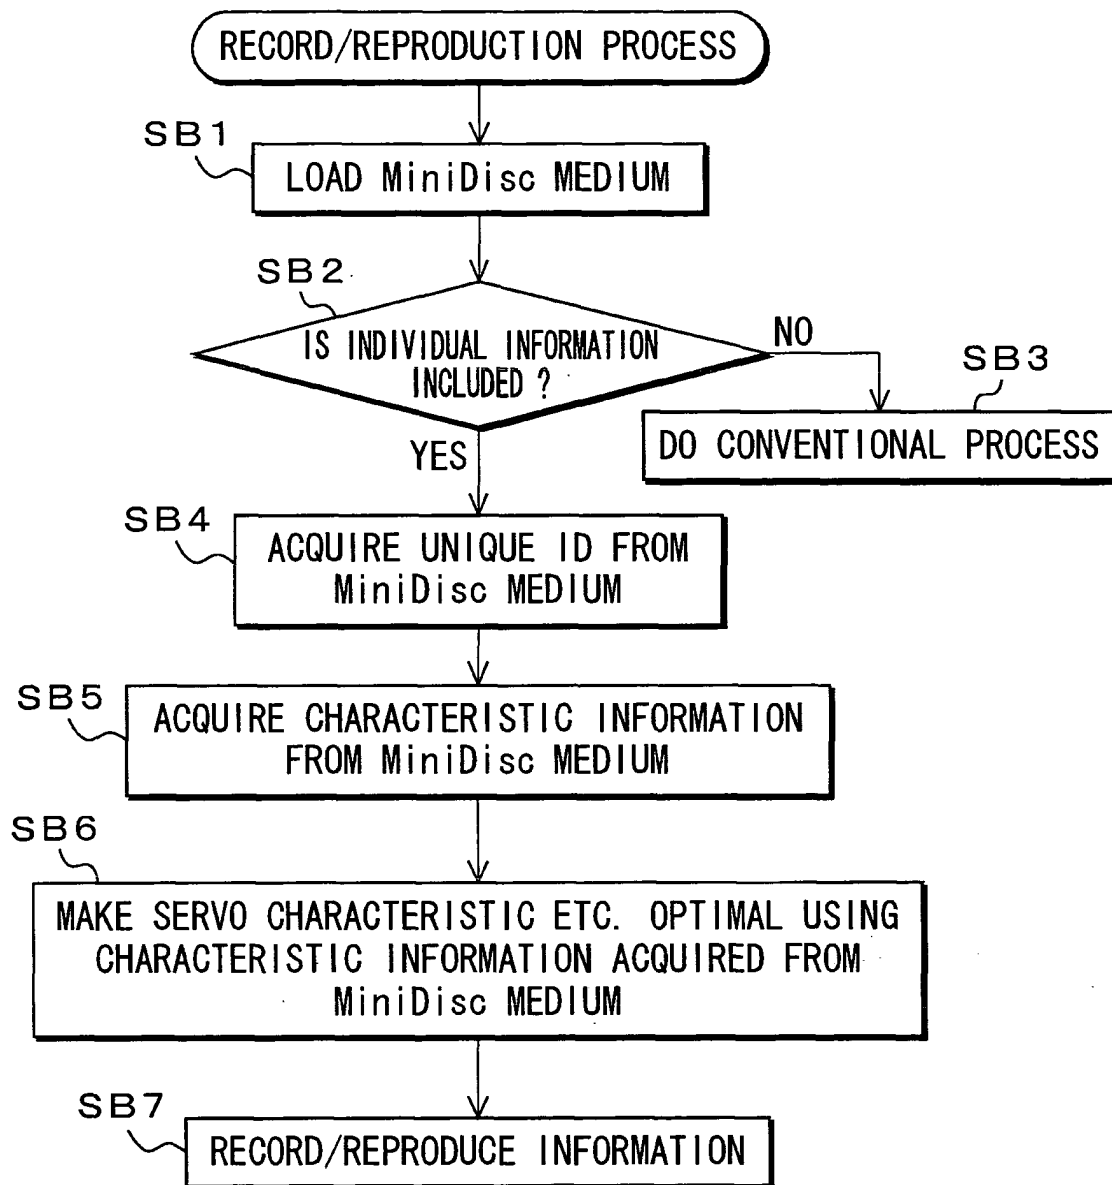 RECORD/REPRODUCTION PROCESS
SB1
LOAD MiniDisc MEDIUM
SB2
IS INDIVIDUAL INFORMATION
INCLUDED ?
NO
SB3
DO CONVENTIONAL PROCESS
YES
SB4
ACQUIRE UNIQUE ID FROM
MiniDisc MEDIUM
SB5
ACQUIRE CHARACTERISTIC INFORMATION
FROM MiniDisc MEDIUM
SB6
MAKE SERVO CHARACTERISTIC ETC. OPTIMAL USING
CHARACTERISTIC INFORMATION ACQUIRED FROM
MiniDisc MEDIUM
SB7
RECORD/REPRODUCE INFORMATION